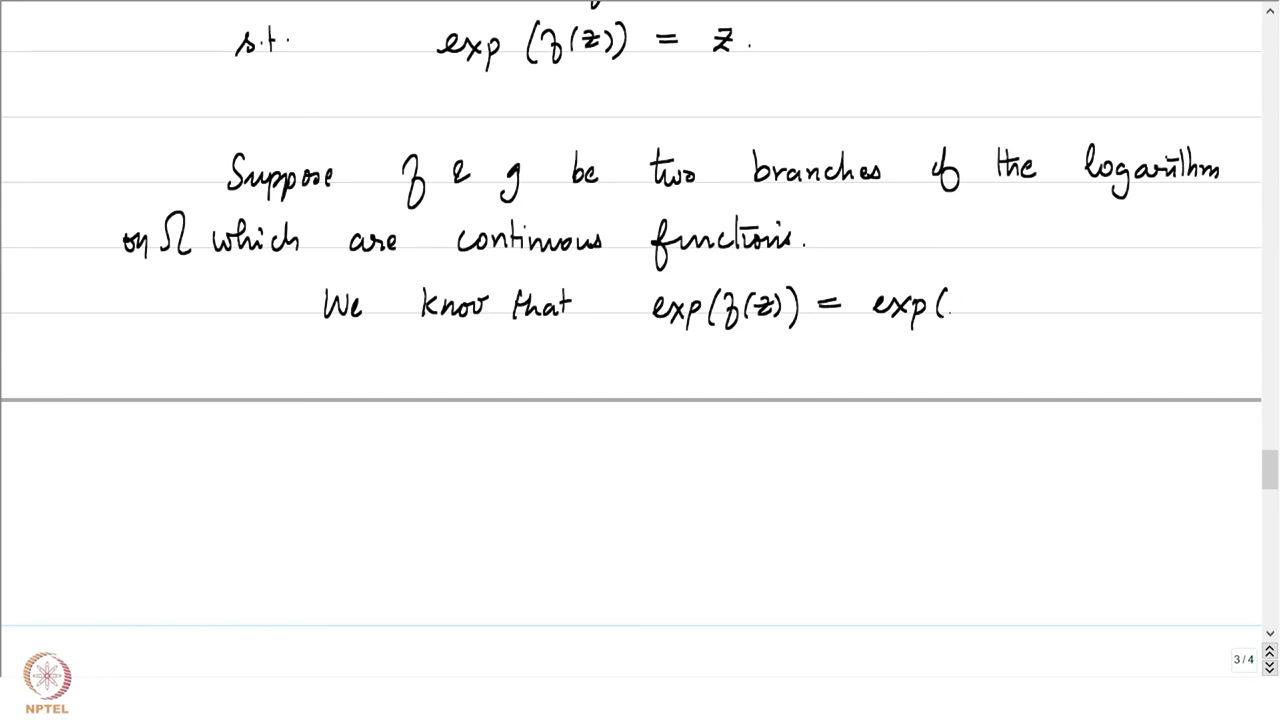 s.t. exp (f(z)) = z.
Suppose f & g be two branches of the logarithm
on Ω which are continuous functions.
We know that exp(f(z)) = exp(
3 / 4
NPTEL